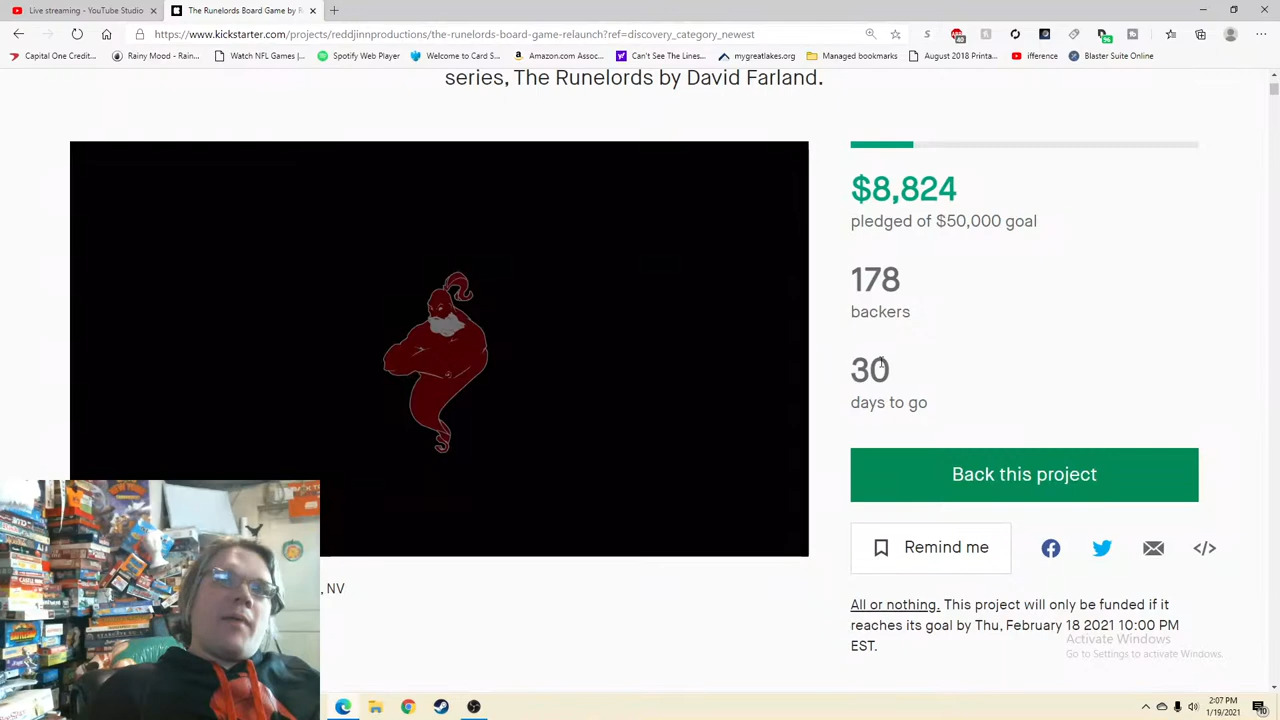 Live streaming - YouTube Studio
The Runelords Board Game by R
https://www.kickstarter.com/projects/reddjinnproductions/the-runelords-board-game-relaunch?ref=discovery_category_newest
Capital One Credit... Rainy Mood - Rain... Watch KHL Games |... Spotify Web Player Welcome to Card S... Amazon.com Assoc... Can't See The Lines... mygreatlakes.org Managed bookmarks August 2018 Printa... ifference Blaster Suite Online
series, The Runelords by David Farland.
$8,824
pledged of $50,000 goal
178
backers
30
days to go
Back this project
Remind me
, NV
All or nothing. This project will only be funded if it
reaches its goal by Thu, February 18 2021 10:00 PM
EST.
Activate Windows
Go to Settings to activate Windows.
2:07 PM
1/19/2021